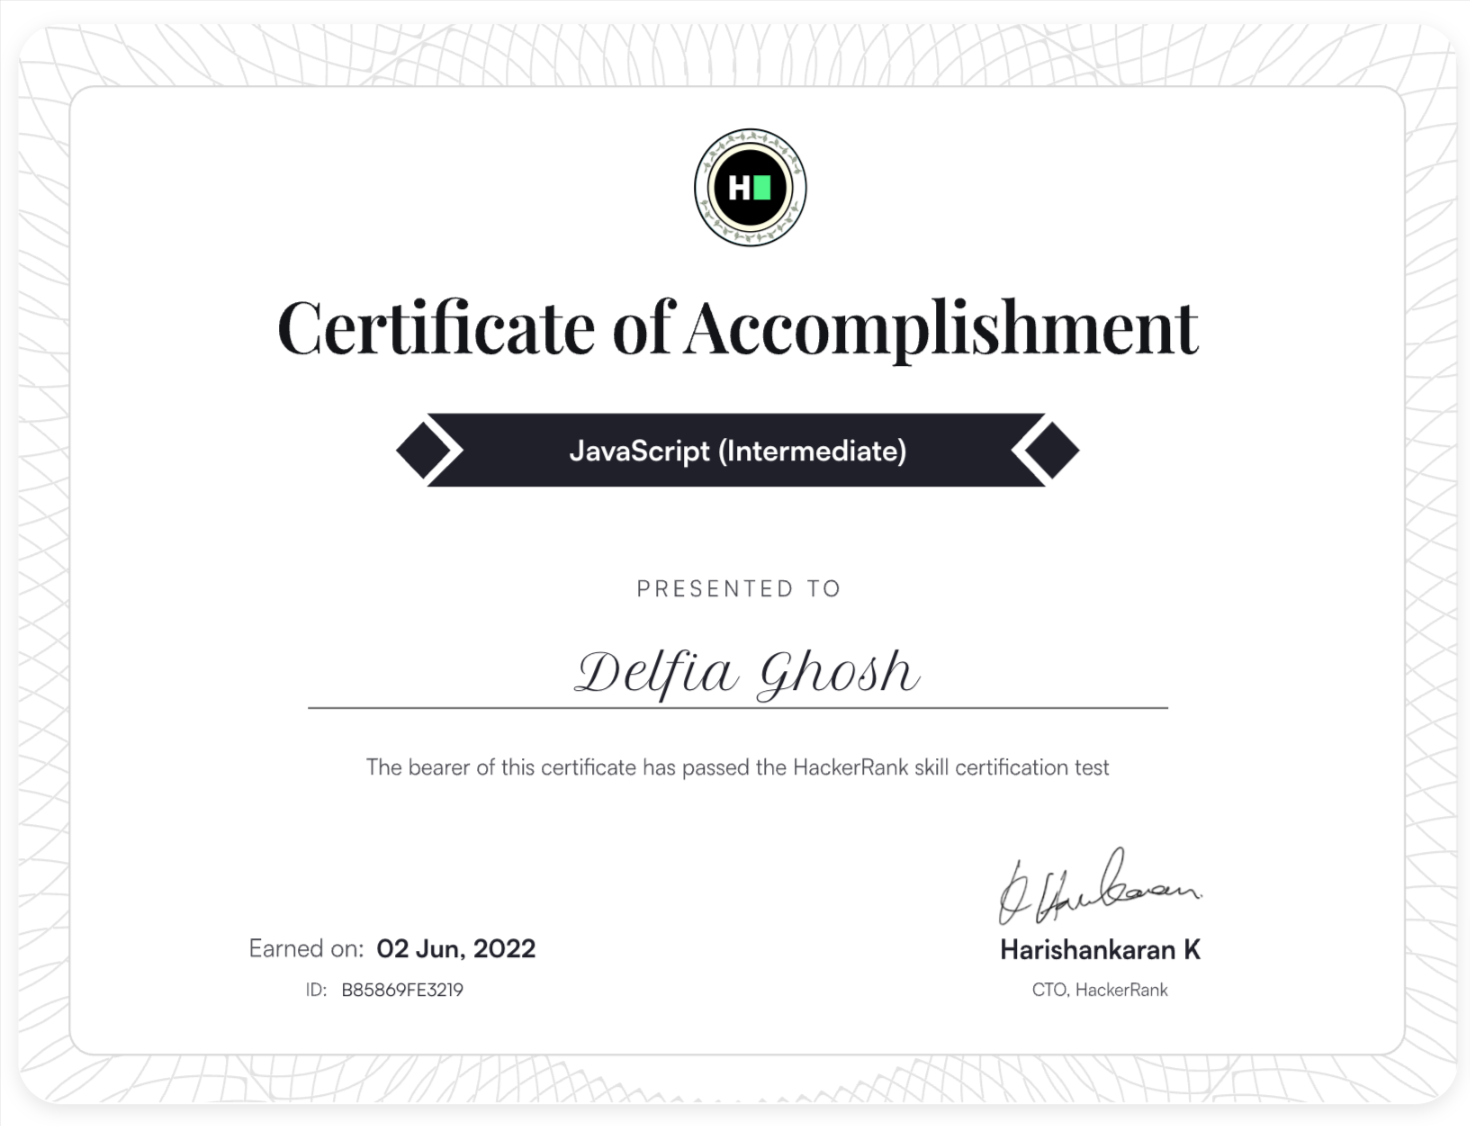 H
Certificate of Accomplishment
JavaScript (Intermediate)
PRESENTED TO
Delfia Ghosh
The bearer of this certificate has passed the HackerRank skill certification test
Earned on: 02 Jun, 2022
ID: B85869FE3219
Harishankaran K
CTO, HackerRank